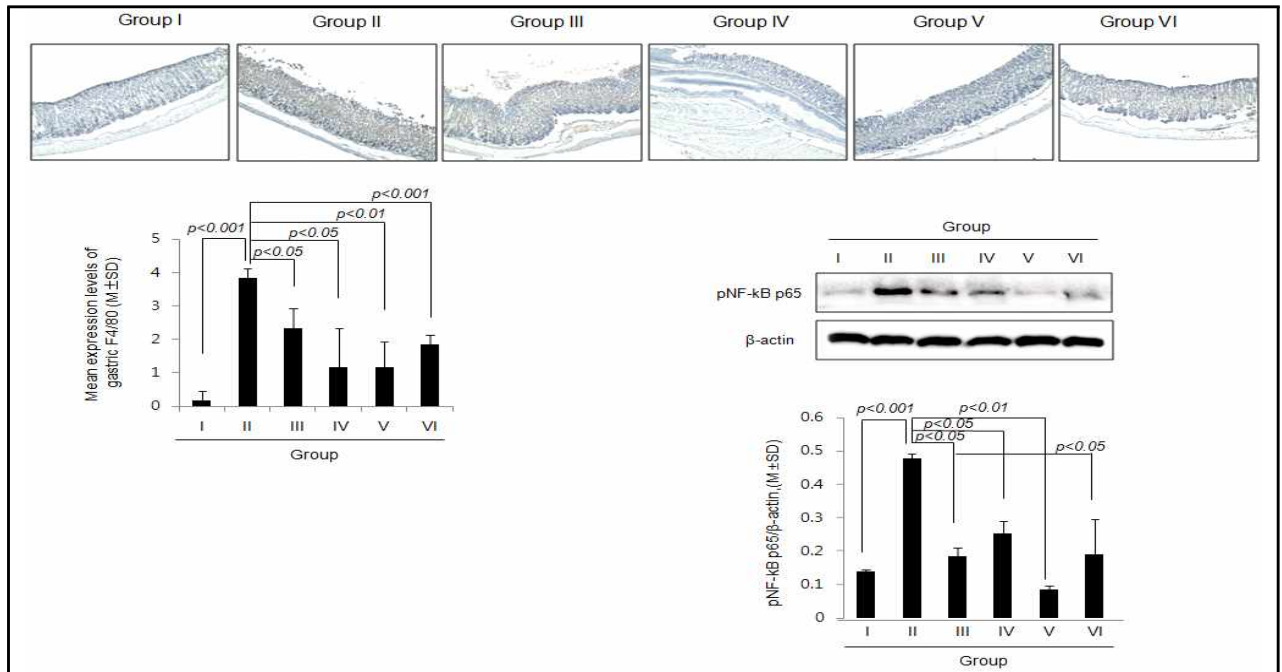 Group I Group II Group III Group IV Group V Group VI
p<0.001
p<0.01
p<0.001
p<0.05
p<0.05
Mean expression levels of
gastric F4/80 (M±SD)
5
4
3
2
1
0
I II III IV V VI
Group
Group
I II III IV V VI
pNF-kB p65
β-actin
p<0.001 p<0.01
p<0.05
p<0.05
p<0.05
pNF-kB p65/β-actin,(M±SD)
0.6
0.5
0.4
0.3
0.2
0.1
0
I II III IV V VI
Group